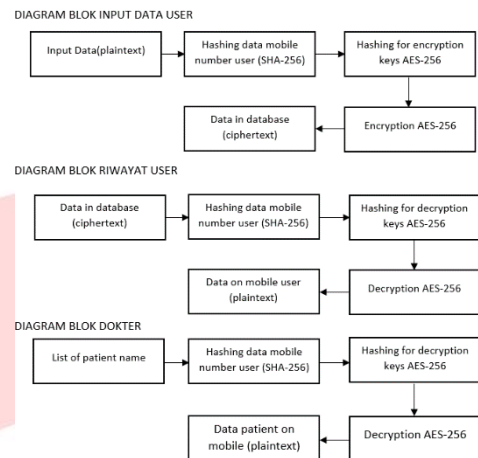 DIAGRAM BLOK INPUT DATA USER
Input Data(plaintext)
Hashing data mobile
number user (SHA-256)
Hashing for encryption
keys AES-256
Data in database
(ciphertext)
Encryption AES-256
DIAGRAM BLOK RIWAYAT USER
Data in database
(ciphertext)
Hashing data mobile
number user (SHA-256)
Hashing for decryption
keys AES-256
Data on mobile user
(plaintext)
Decryption AES-256
DIAGRAM BLOK DOKTER
List of patient name
Hashing data mobile
number user (SHA-256)
Hashing for decryption
keys AES-256
Data patient on
mobile (plaintext)
Decryption AES-256